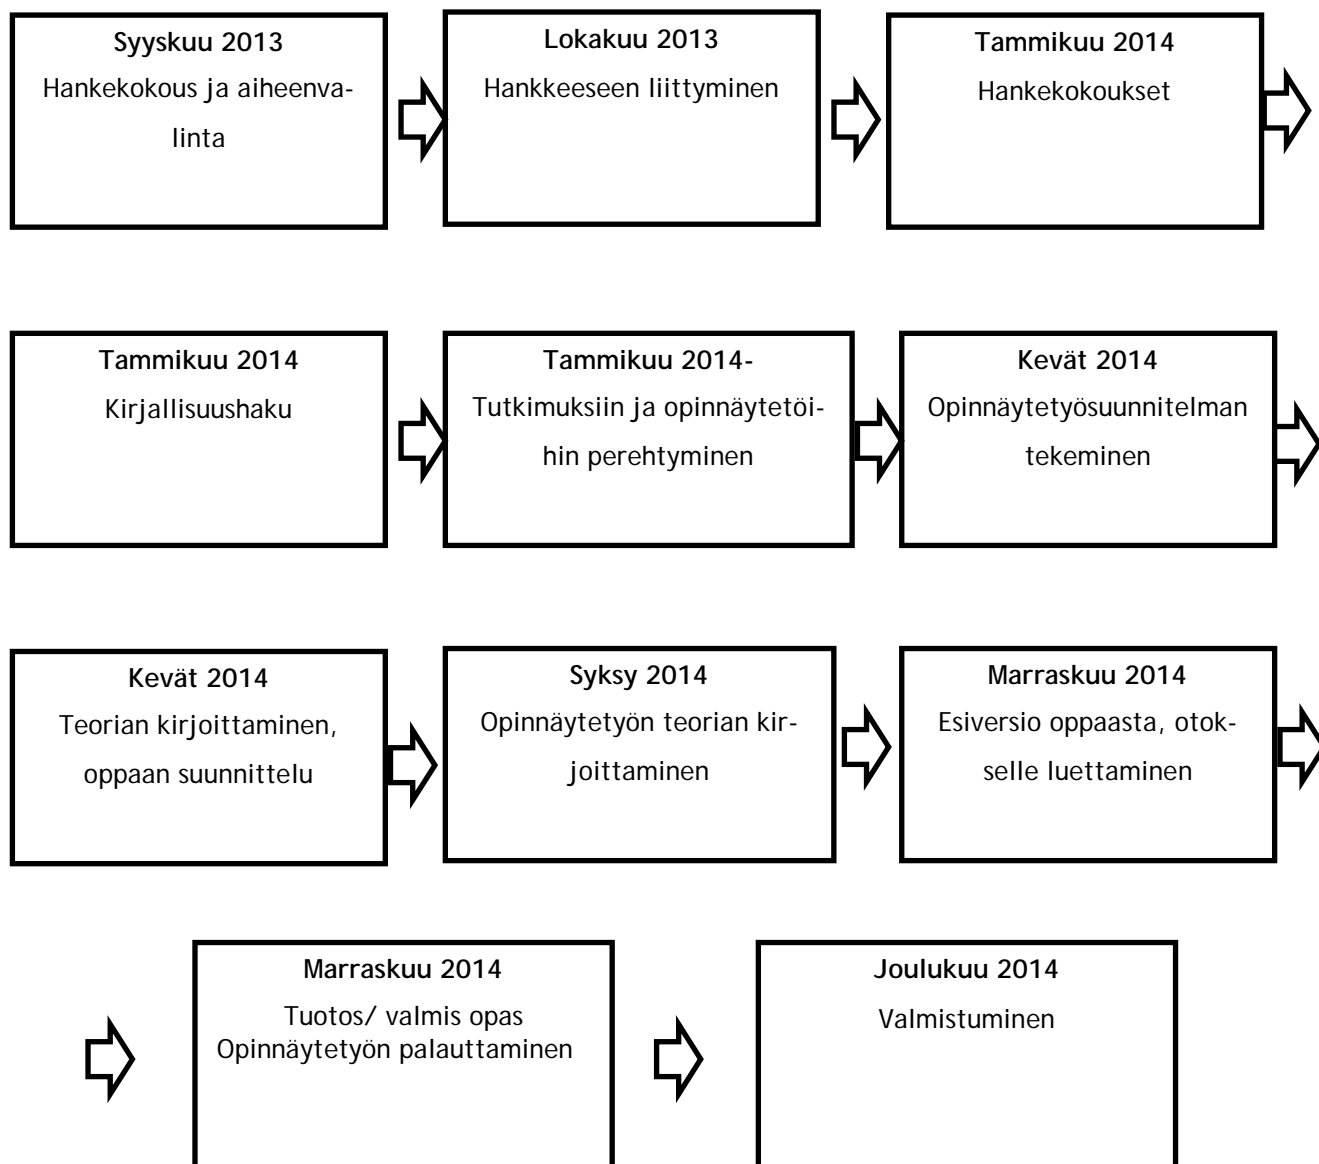 Syyskuu 2013
Hankekokous ja aiheenva-
linta
Lokakuu 2013
Hankkeeseen liittyminen
Tammikuu 2014
Hankekokoukset
Tammikuu 2014
Kirjallisuushaku
Tammikuu 2014-
Tutkimuksiin ja opinnäytetöi-
hin perehtyminen
Kevät 2014
Opinnäytetyösuunnitelman
tekeminen
Kevät 2014
Teorian kirjoittaminen,
oppaan suunnittelu
Syksy 2014
Opinnäytetyön teorian kir-
joittaminen
Marraskuu 2014
Esiversio oppaasta, otok-
selle luettaminen
Marraskuu 2014
Tuotos/ valmis opas
Opinnäytetyön palauttaminen
Joulukuu 2014
Valmistuminen